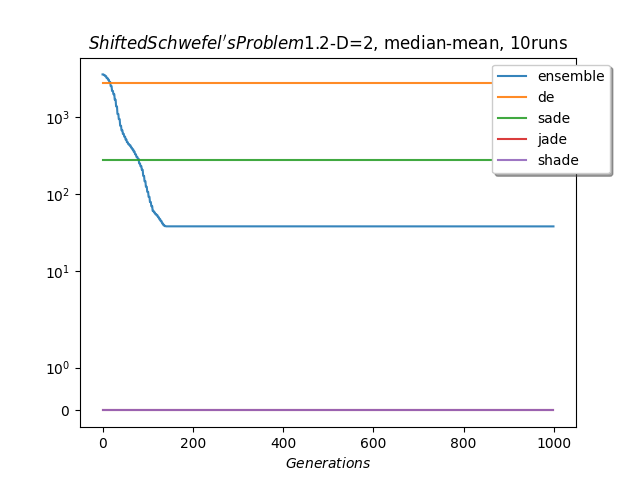 ShiftedSchwefel'sProblem1.2-D=2, median-mean, 10runs
ensemble
de
sade
jade
shade
10³
10²
10¹
10⁰
0
0 200 400 600 800 1000
Generations